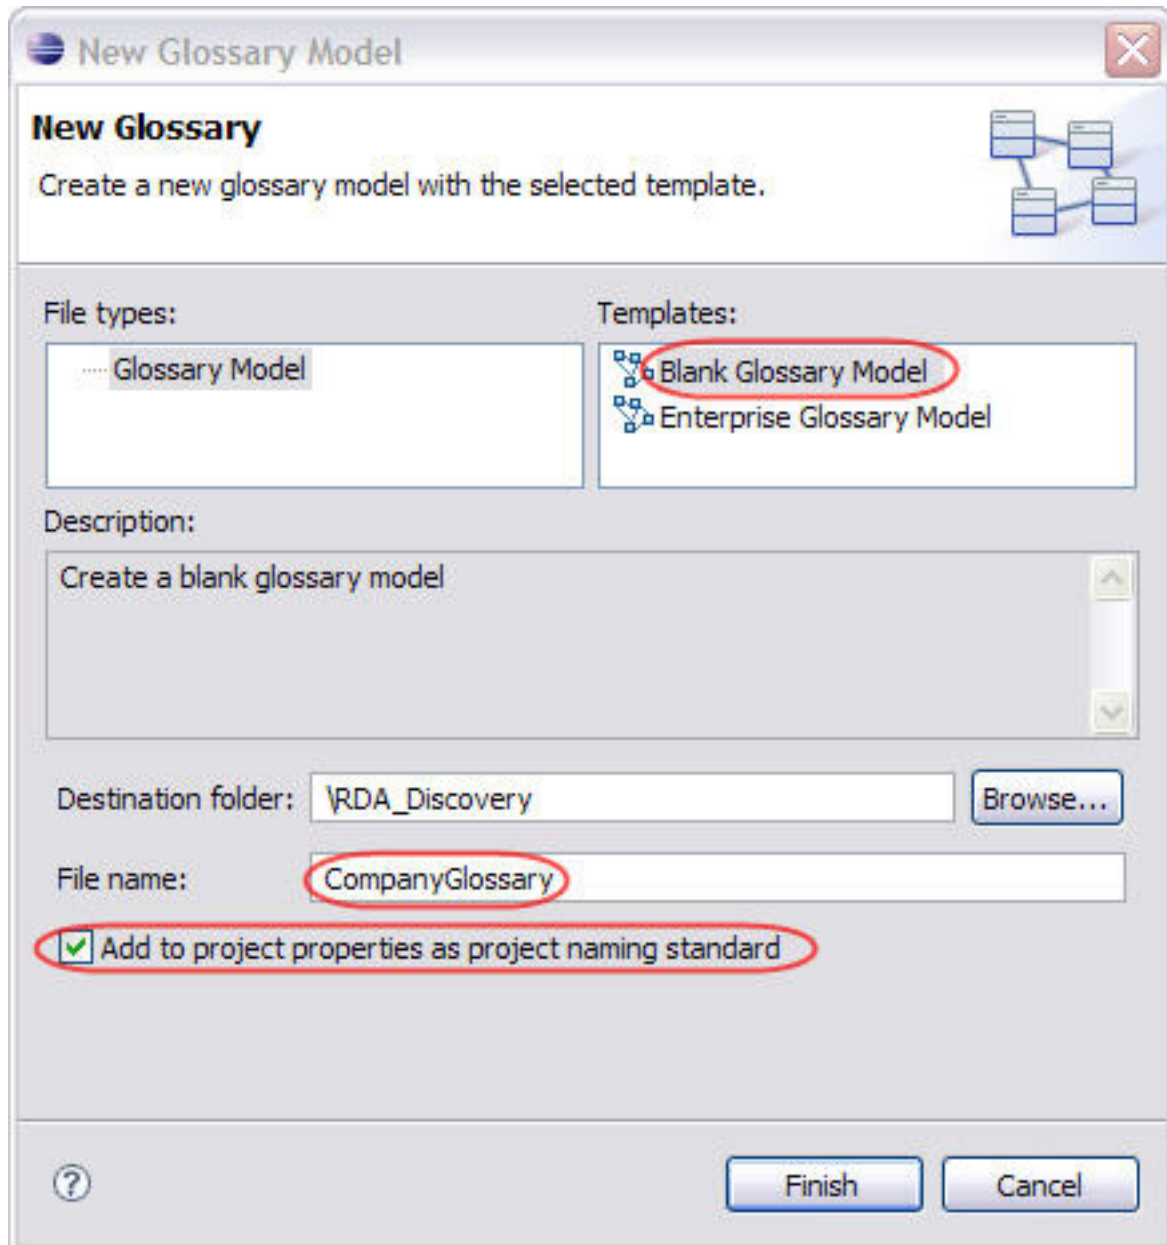 New Glossary Model
New Glossary
Create a new glossary model with the selected template.
File types:
Templates:
Glossary Model
Blank Glossary Model
Enterprise Glossary Model
Description:
Create a blank glossary model
Destination folder: \RDA_Discovery Browse...
File name: CompanyGlossary
Add to project properties as project naming standard
? Finish Cancel